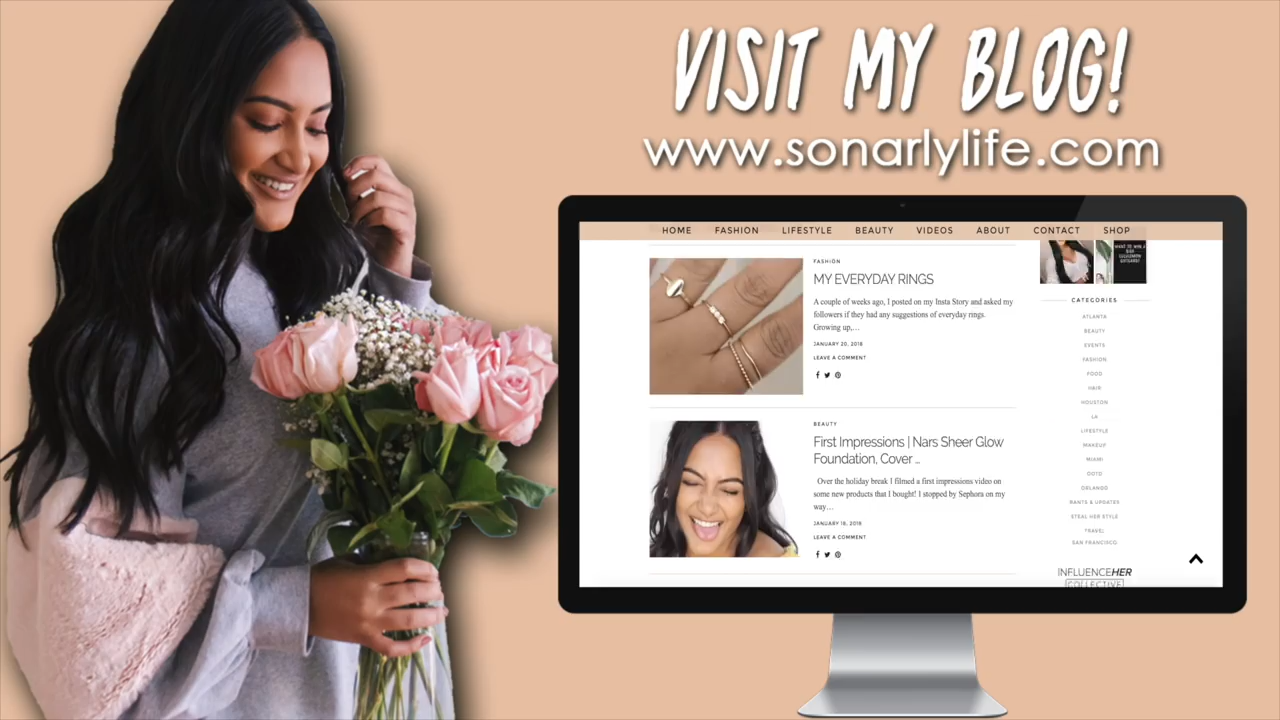 VISIT MY BLOG!
www.sonarlylife.com
HOME FASHION LIFESTYLE BEAUTY VIDEOS ABOUT CONTACT SHOP
FASHION
MY EVERYDAY RINGS
A couple of weeks ago, I posted on my Insta Story and asked my
followers if they had any suggestions of everyday rings.
Growing up,…
JANUARY 20, 2018
LEAVE A COMMENT
BEAUTY
First Impressions | Nars Sheer Glow
Foundation, Cover ...
Over the holiday break I filmed a first impressions video on
some new products that I bought! I stopped by Sephora on my
way…
JANUARY 18, 2018
LEAVE A COMMENT
WANT TO WIN A
CATEGORIES
ATLANTA
BEAUTY
EVENTS
FASHION
FOOD
HAIR
HOUSTON
LA
LIFESTYLE
MAKEUP
MIAMI
OOTD
ORLANDO
RANTS & UPDATES
STEAL HER STYLE
TRAVEL
SAN FRANCISCO
INFLUENCEHER
COLLECTIVE